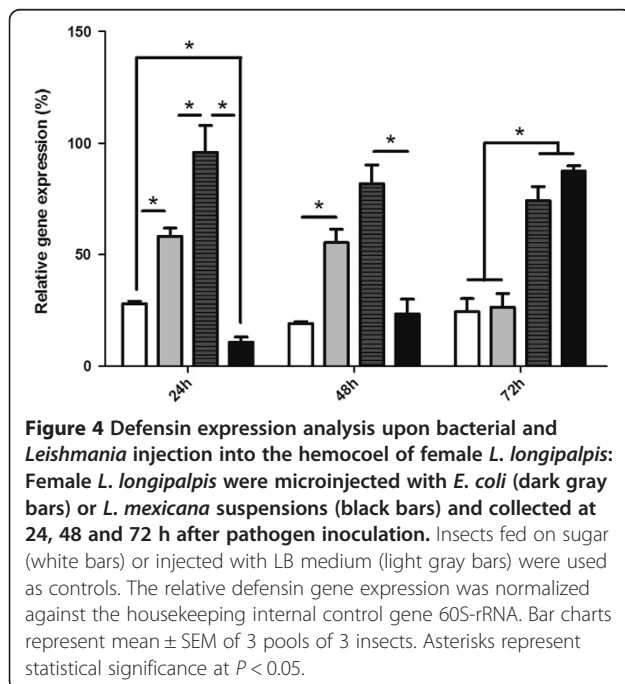 150
100
50
0
Relative gene expression (%)
*
*
*
*
*
*
*
*
24h
48h
72h
Figure 4 Defensin expression analysis upon bacterial and
Leishmania injection into the hemocoel of female L. longipalpis:
Female L. longipalpis were microinjected with E. coli (dark gray
bars) or L. mexicana suspensions (black bars) and collected at
24, 48 and 72 h after pathogen inoculation. Insects fed on sugar
(white bars) or injected with LB medium (light gray bars) were used
as controls. The relative defensin gene expression was normalized
against the housekeeping internal control gene 60S-rRNA. Bar charts
represent mean ± SEM of 3 pools of 3 insects. Asterisks represent
statistical significance at P < 0.05.